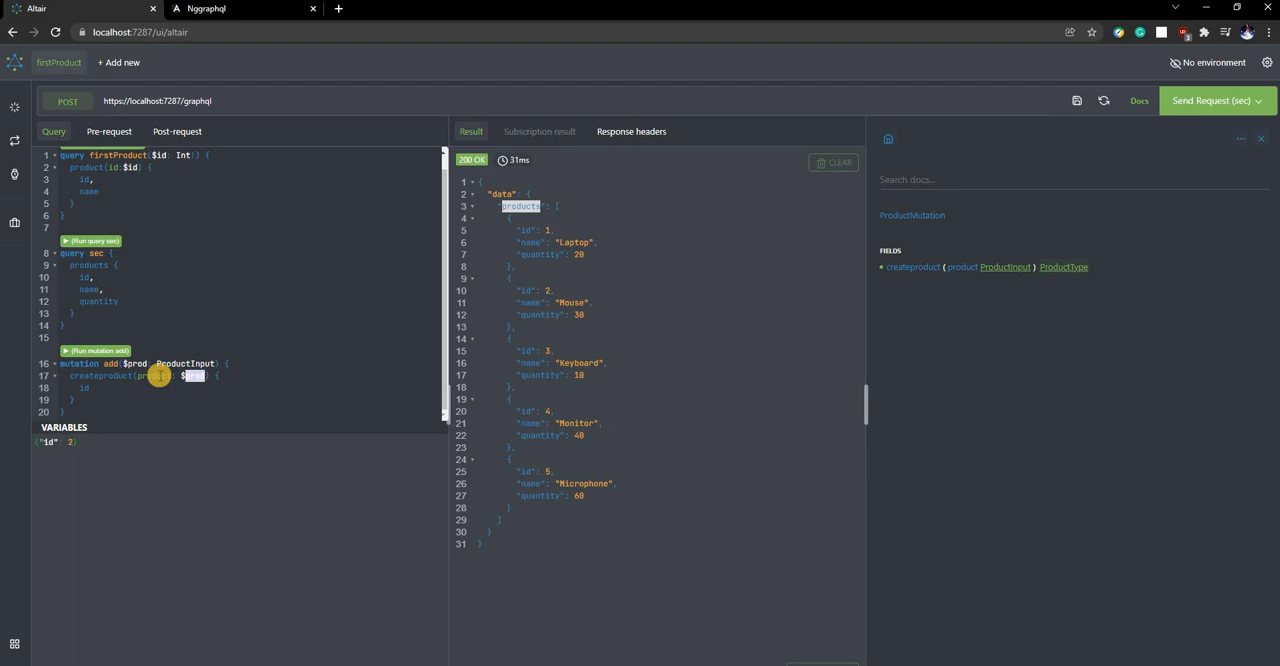 Altair
Nggraphql
localhost:7287/ui/altair
firstProduct
+ Add new
No environment
POST
https://localhost:7287/graphql
Docs
Send Request (sec)
Query
Pre-request
Post-request
Result
Subscription result
Response headers
200 OK
31ms
CLEAR
1 query firstProduct($id: Int!) {
2 product(id:$id) {
3 id,
4 name
5 }
6 }
7
▶ (Run query sec)
8 query sec {
9 products {
10 id,
11 name,
12 quantity
13 }
14 }
15
▶ (Run mutation add)
16 mutation add($prod: ProductInput) {
17 createproduct(product: $prod) {
18 id
19 }
20 }
VARIABLES
{"id": 2}
1 {
2 "data": {
3 "products": [
4 {
5 "id": 1,
6 "name": "Laptop",
7 "quantity": 20
8 },
9 {
10 "id": 2,
11 "name": "Mouse",
12 "quantity": 30
13 },
14 {
15 "id": 3,
16 "name": "Keyboard",
17 "quantity": 10
18 },
19 {
20 "id": 4,
21 "name": "Monitor",
22 "quantity": 40
23 },
24 {
25 "id": 5,
26 "name": "Microphone",
27 "quantity": 60
28 }
29 ]
30 }
31 }
Search docs...
ProductMutation
FIELDS
createproduct ( product ProductInput ) ProductType